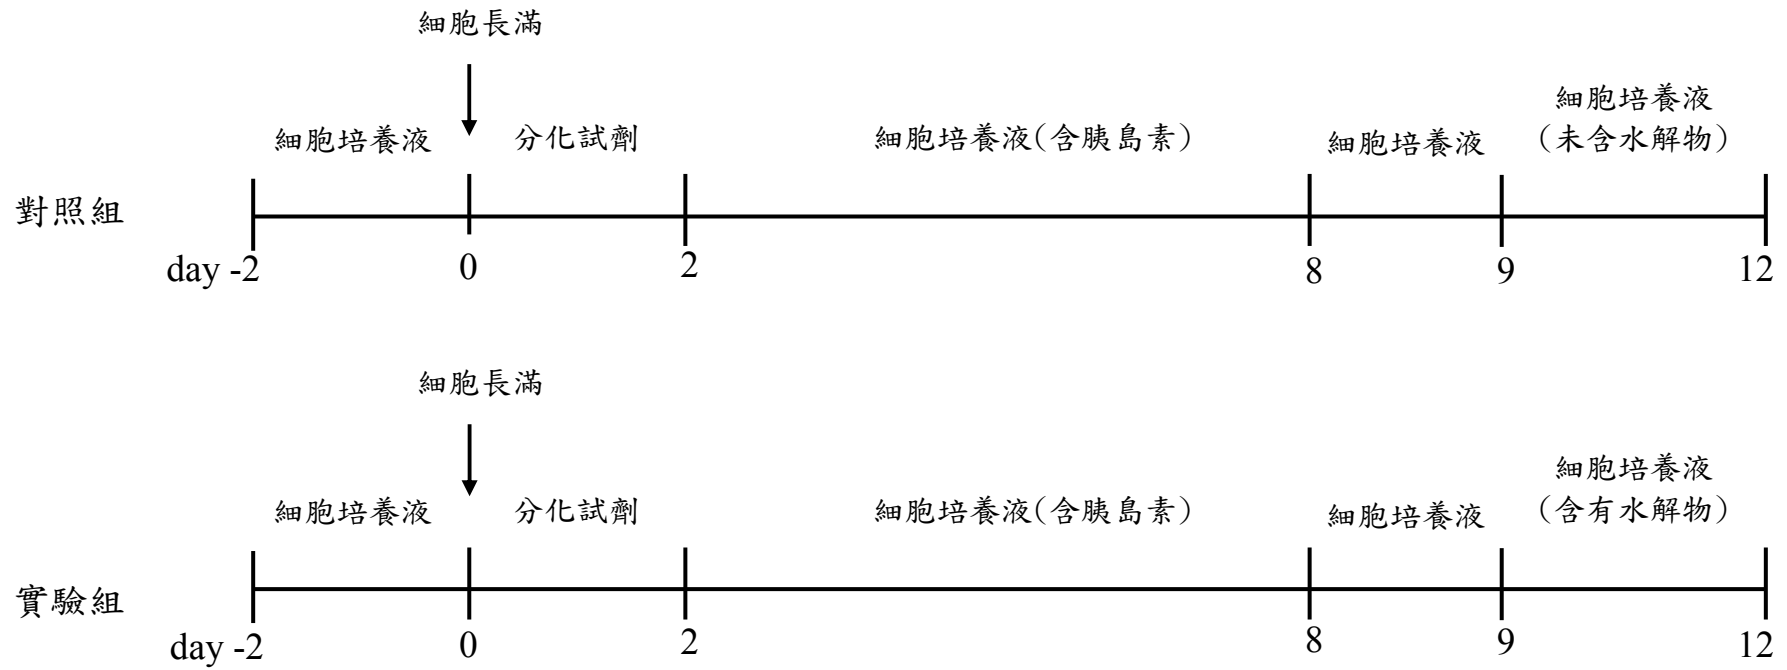 細胞長滿
細胞培養液 分化試劑 細胞培養液(含胰島素) 細胞培養液 細胞培養液
(未含水解物)
對照組
day -2 0 2 8 9 12
細胞長滿
細胞培養液 分化試劑 細胞培養液(含胰島素) 細胞培養液 細胞培養液
(含有水解物)
實驗組
day -2 0 2 8 9 12